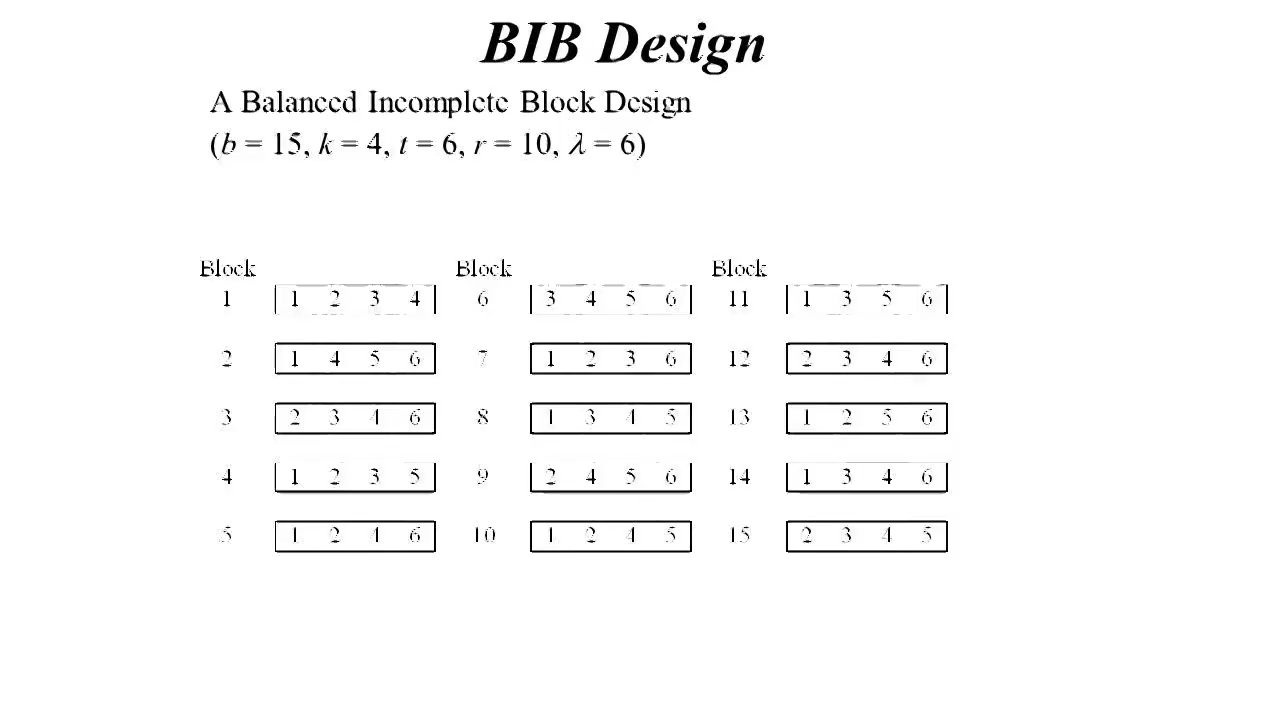 BIB Design
A Balanced Incomplete Block Design
(b = 15, k = 4, t = 6, r = 10, λ = 6)
Block Block Block
1 1 2 3 4 6 3 4 5 6 11 1 3 5 6
2 1 4 5 6 7 1 2 3 6 12 2 3 4 6
3 2 3 4 6 8 1 3 4 5 13 1 2 5 6
4 1 2 3 5 9 2 4 5 6 14 1 3 4 6
5 1 2 4 6 10 1 2 4 5 15 2 3 4 5